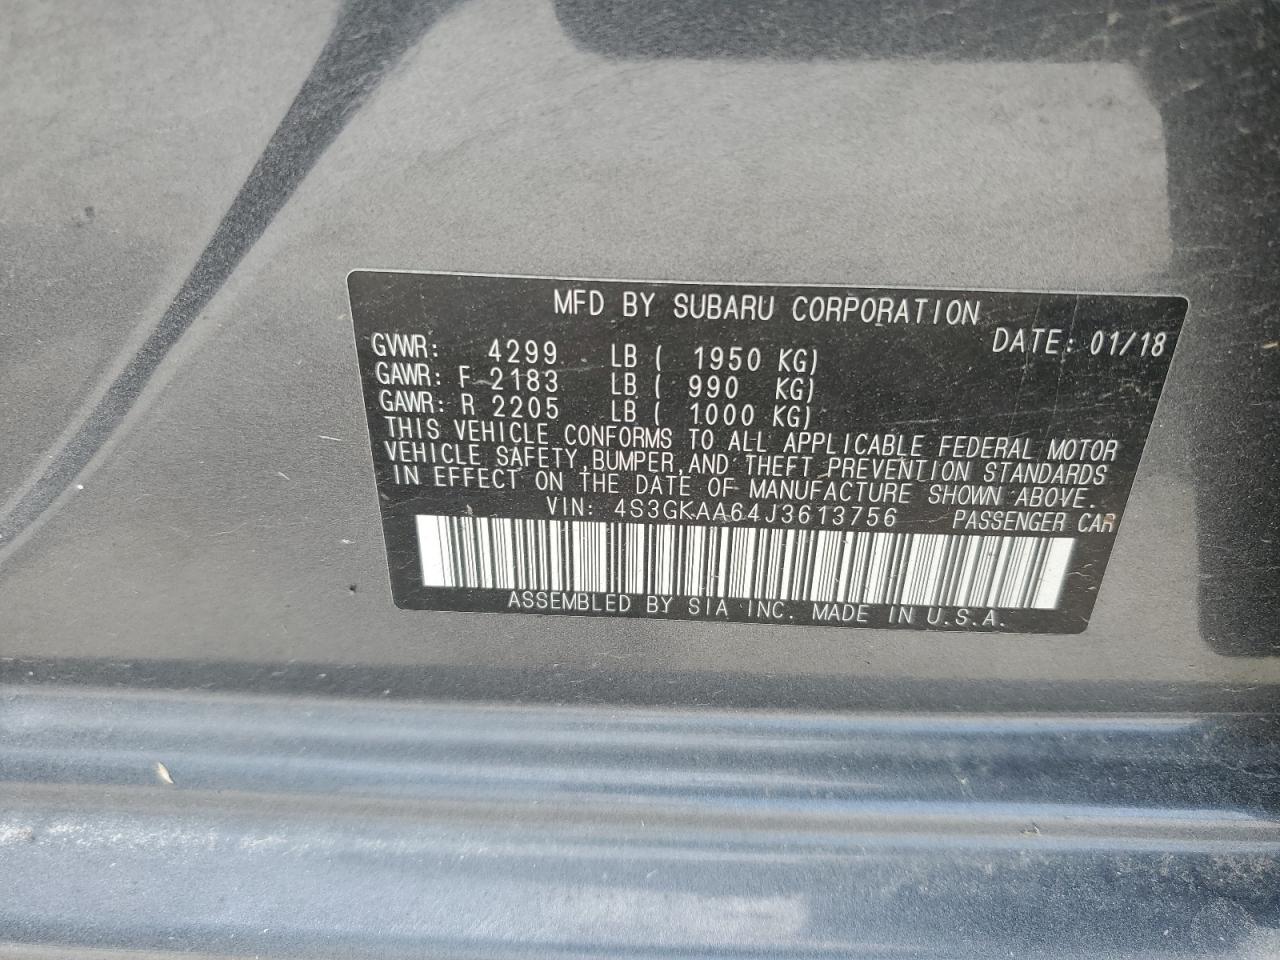 MFD BY SUBARU CORPORATION
DATE: 01/18
GVWR: 4299 LB ( 1950 KG)
GAWR: F 2183 LB ( 990 KG)
GAWR: R 2205 LB ( 1000 KG)
THIS VEHICLE CONFORMS TO ALL APPLICABLE FEDERAL MOTOR
VEHICLE SAFETY,BUMPER,AND THEFT PREVENTION STANDARDS
IN EFFECT ON THE DATE OF MANUFACTURE SHOWN ABOVE.
VIN: 4S3GKAA64J3613756 PASSENGER CAR
ASSEMBLED BY SIA INC. MADE IN U.S.A.